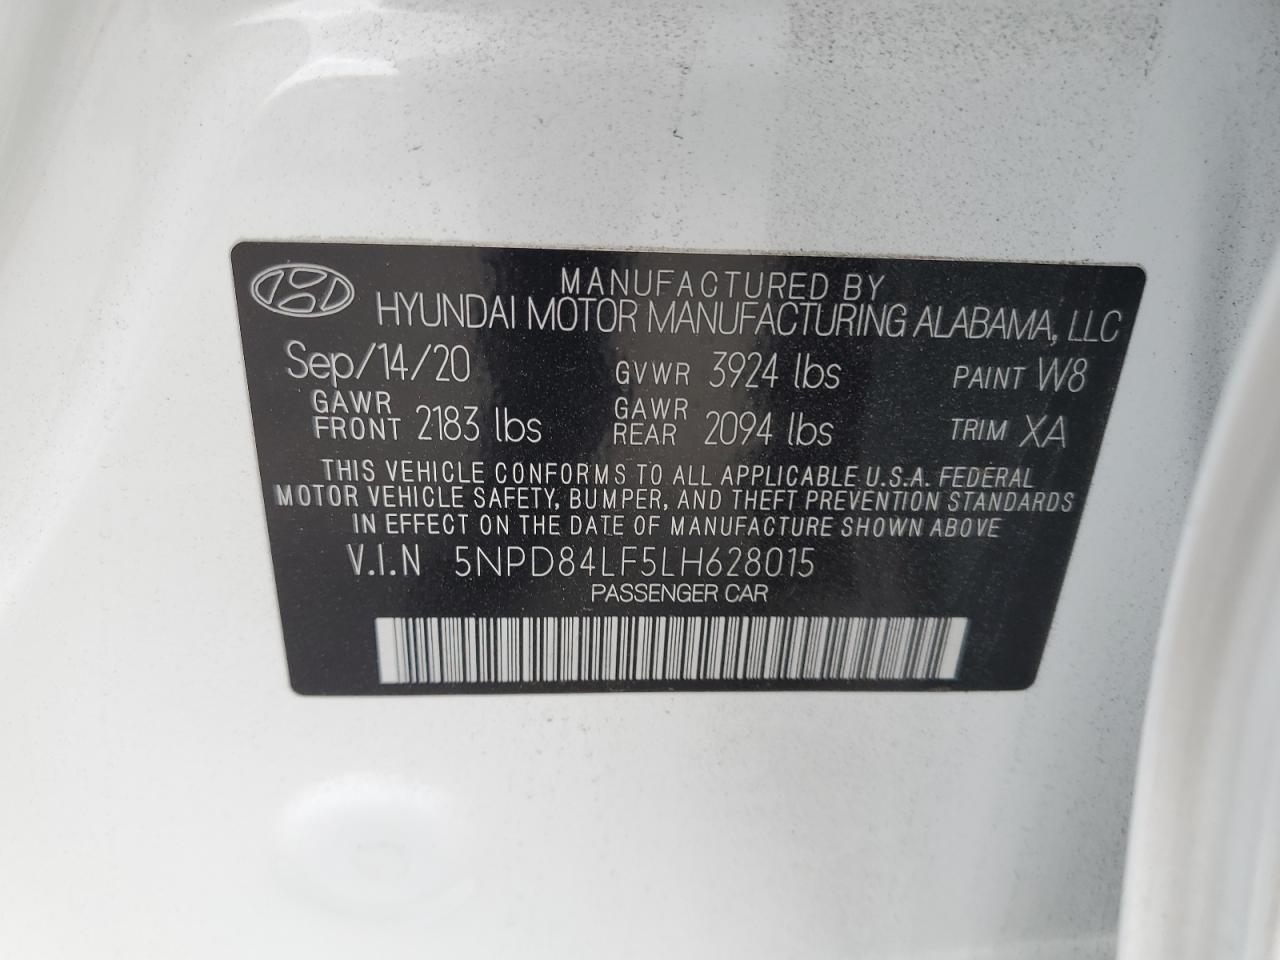 MANUFACTURED BY
HYUNDAI MOTOR MANUFACTURING ALABAMA, LLC
Sep/14/20 GVWR 3924 lbs PAINT W8
GAWR FRONT 2183 lbs GAWR REAR 2094 lbs TRIM XA
THIS VEHICLE CONFORMS TO ALL APPLICABLE U.S.A. FEDERAL
MOTOR VEHICLE SAFETY, BUMPER, AND THEFT PREVENTION STANDARDS
IN EFFECT ON THE DATE OF MANUFACTURE SHOWN ABOVE
V.I.N 5NPD84LF5LH628015
PASSENGER CAR